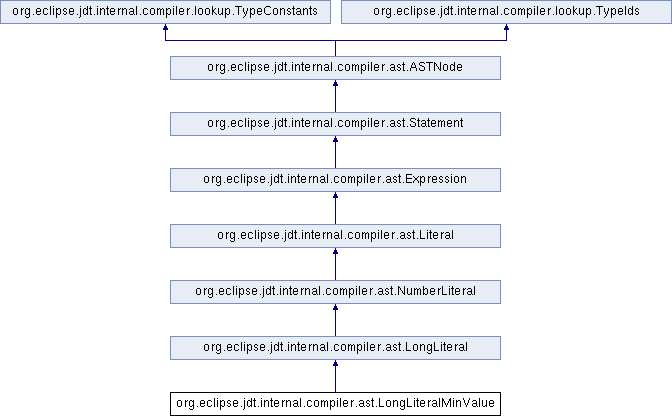 org.eclipse.jdt.internal.compiler.lookup.TypeConstants
org.eclipse.jdt.internal.compiler.lookup.TypeIds
org.eclipse.jdt.internal.compiler.ast.ASTNode
org.eclipse.jdt.internal.compiler.ast.Statement
org.eclipse.jdt.internal.compiler.ast.Expression
org.eclipse.jdt.internal.compiler.ast.Literal
org.eclipse.jdt.internal.compiler.ast.NumberLiteral
org.eclipse.jdt.internal.compiler.ast.LongLiteral
org.eclipse.jdt.internal.compiler.ast.LongLiteralMinValue